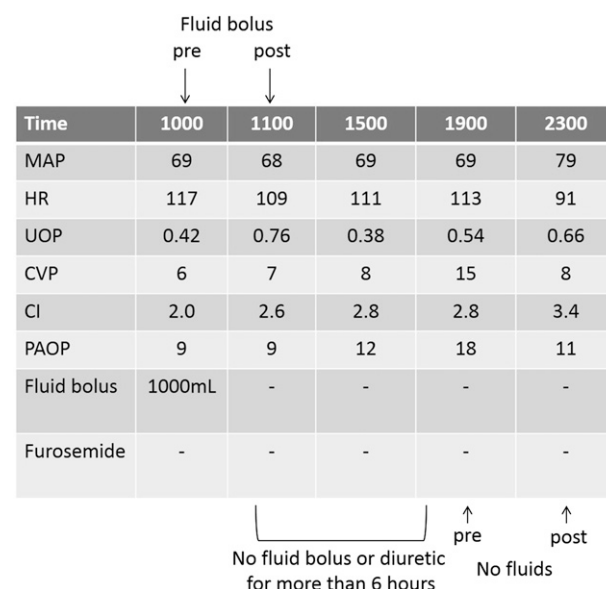 Fluid bolus
pre post
Time 1000 1100 1500 1900 2300
MAP 69 68 69 69 79
HR 117 109 111 113 91
UOP 0.42 0.76 0.38 0.54 0.66
CVP 6 7 8 15 8
CI 2.0 2.6 2.8 2.8 3.4
PAOP 9 9 12 18 11
Fluid bolus 1000mL - - - -
Furosemide - - - - -
pre post
No fluid bolus or diuretic
for more than 6 hours
No fluids